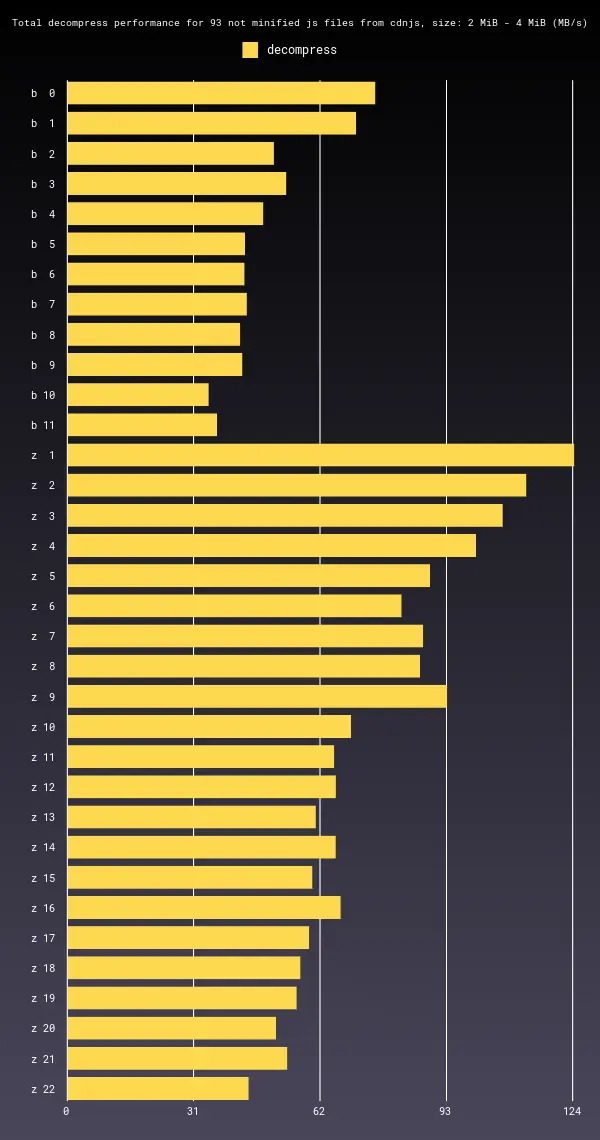 Total decompress performance for 93 not minified js files from cdnjs, size: 2 MiB - 4 MiB (MB/s)
decompress
b 0
b 1
b 2
b 3
b 4
b 5
b 6
b 7
b 8
b 9
b 10
b 11
z 1
z 2
z 3
z 4
z 5
z 6
z 7
z 8
z 9
z 10
z 11
z 12
z 13
z 14
z 15
z 16
z 17
z 18
z 19
z 20
z 21
z 22
0 31 62 93 124